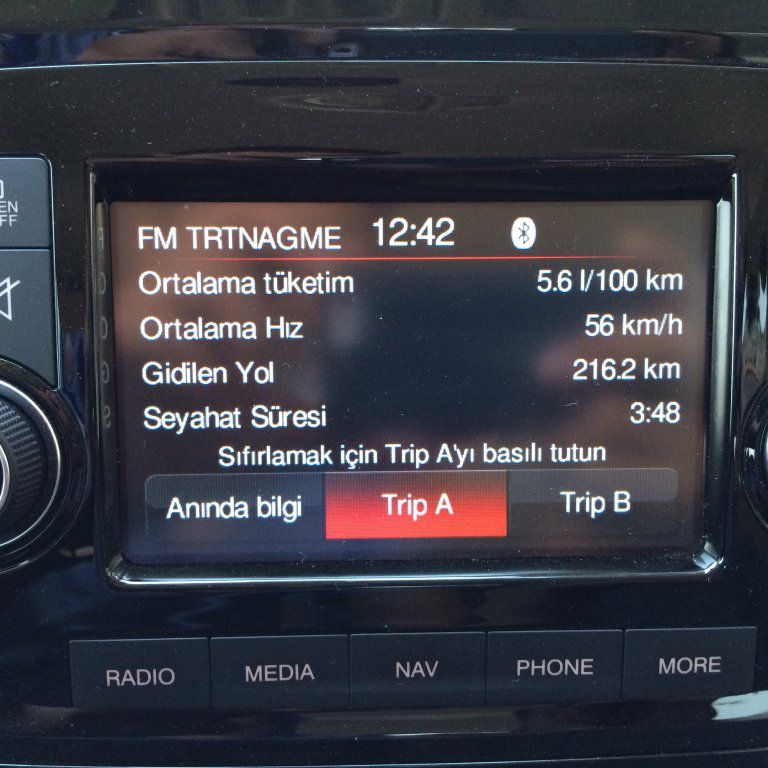 FM TRTNAGME 12:42
Ortalama tüketim 5.6 l/100 km
Ortalama Hız 56 km/h
Gidilen Yol 216.2 km
Seyahat Süresi 3:48
Sıfırlamak için Trip A'yı basılı tutun
Anında bilgi Trip A Trip B
RADIO MEDIA NAV PHONE MORE